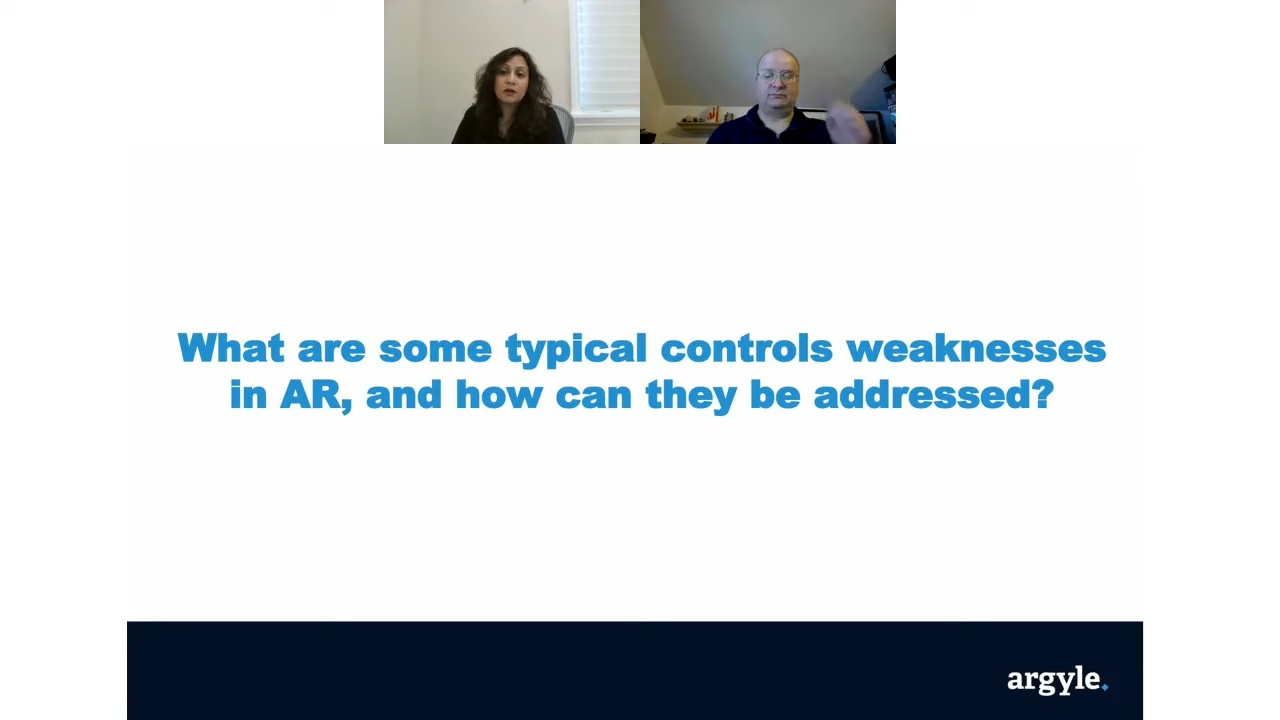 What are some typical controls weaknesses
in AR, and how can they be addressed?
argyle.